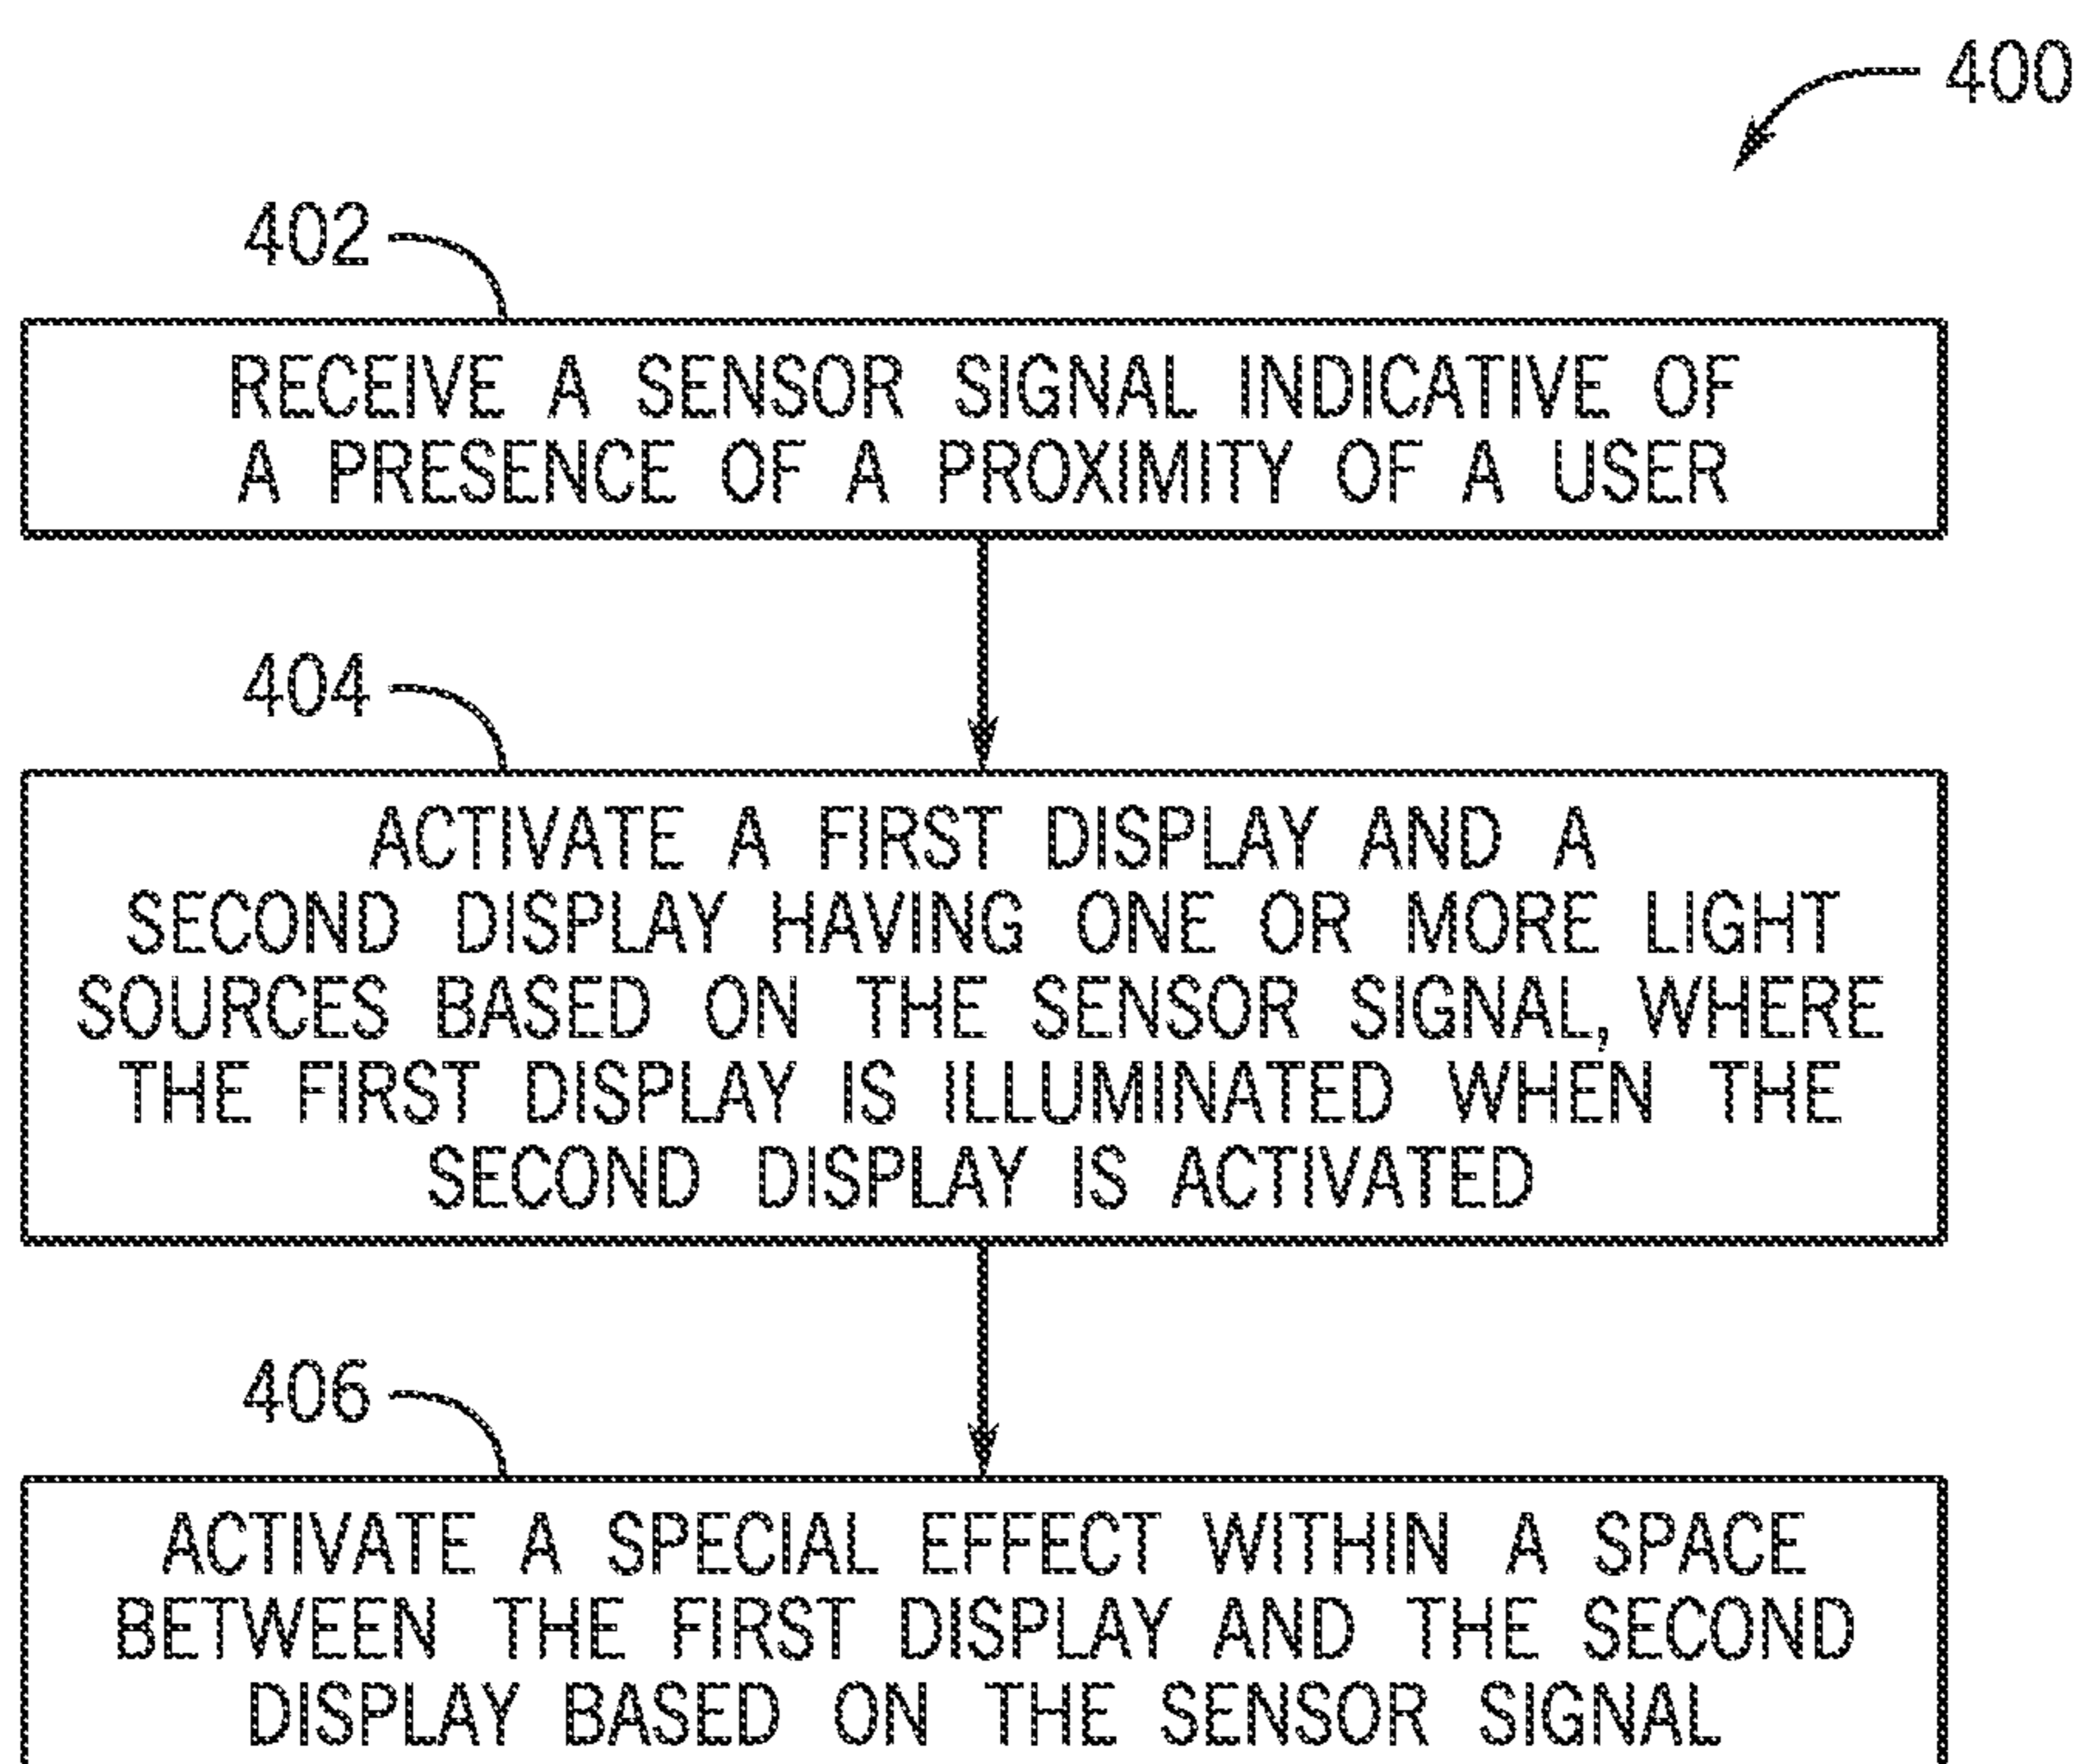 400
402
RECEIVE A SENSOR SIGNAL INDICATIVE OF
A PRESENCE OF A PROXIMITY OF A USER
404
ACTIVATE A FIRST DISPLAY AND A
SECOND DISPLAY HAVING ONE OR MORE LIGHT
SOURCES BASED ON THE SENSOR SIGNAL, WHERE
THE FIRST DISPLAY IS ILLUMINATED WHEN THE
SECOND DISPLAY IS ACTIVATED
406
ACTIVATE A SPECIAL EFFECT WITHIN A SPACE
BETWEEN THE FIRST DISPLAY AND THE SECOND
DISPLAY BASED ON THE SENSOR SIGNAL